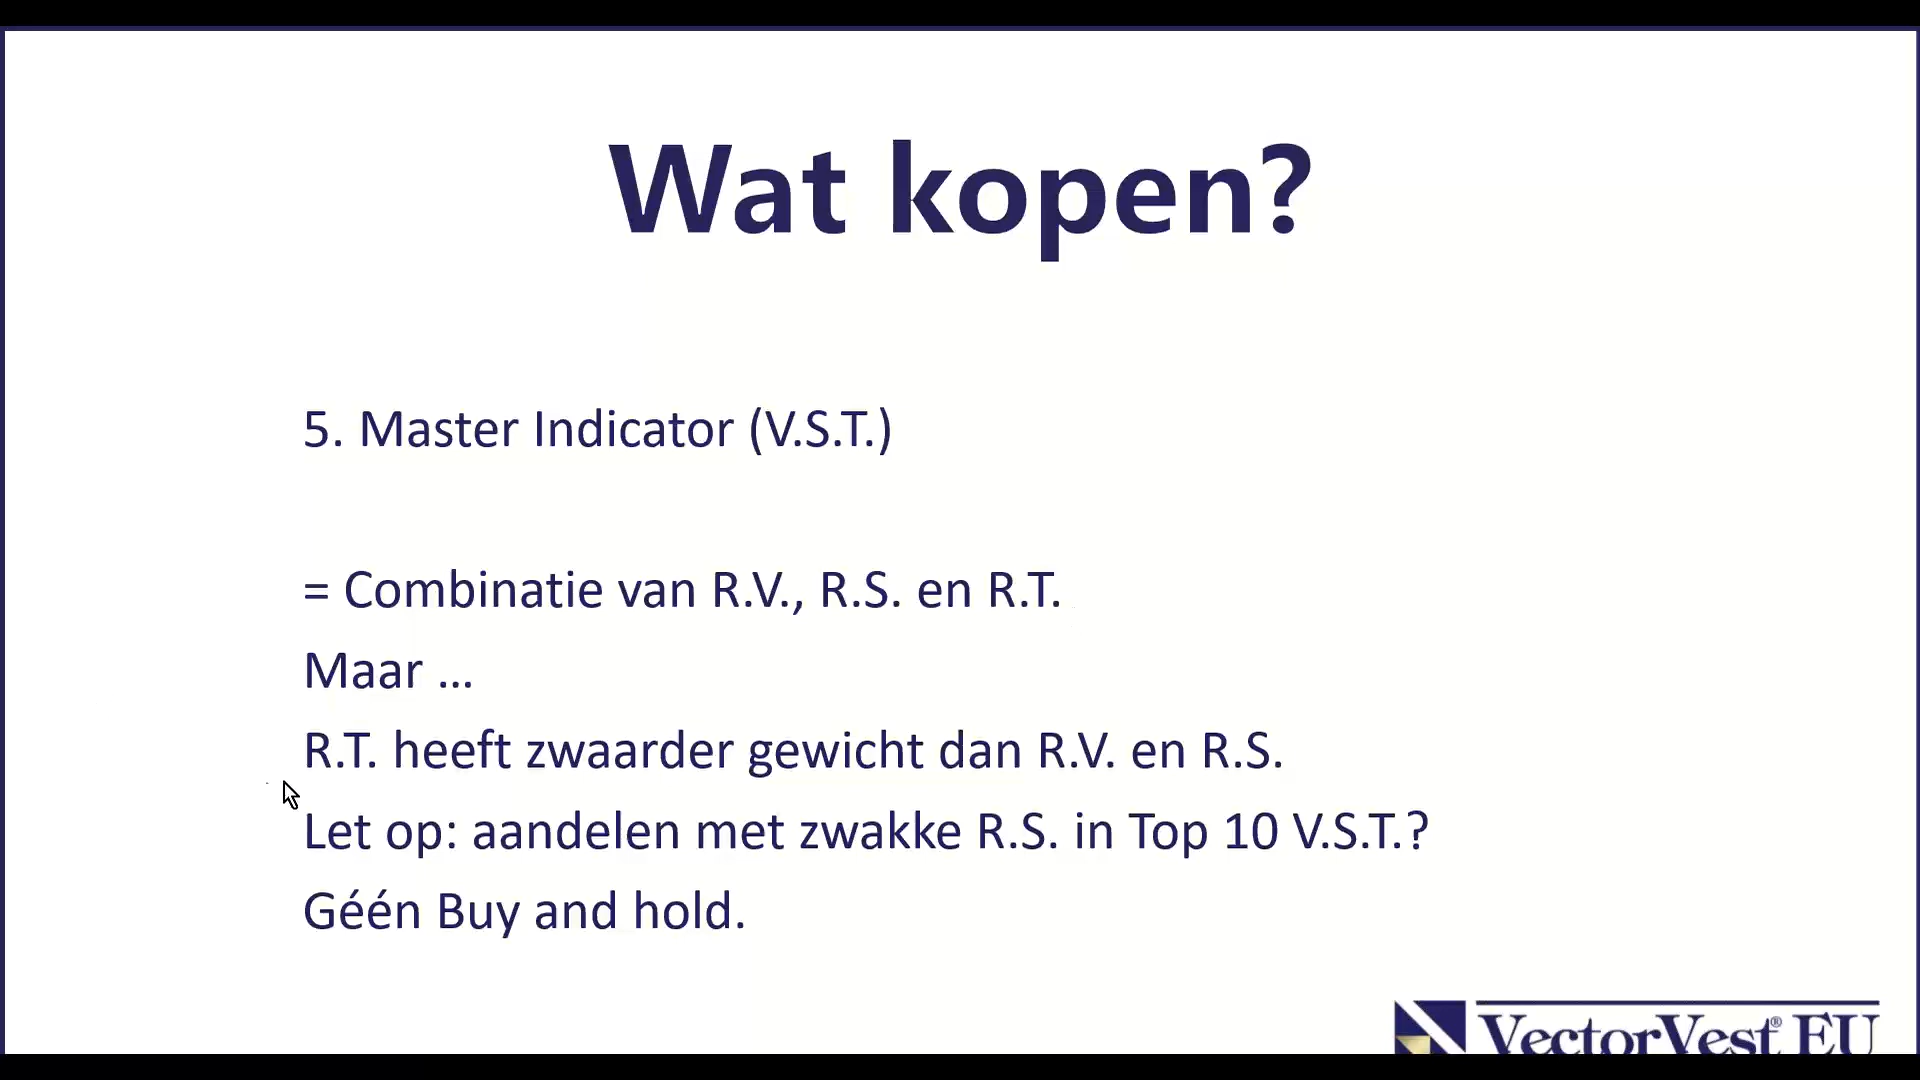 Wat kopen?
5. Master Indicator (V.S.T.)
= Combinatie van R.V., R.S. en R.T.
Maar ...
R.T. heeft zwaarder gewicht dan R.V. en R.S.
Let op: aandelen met zwakke R.S. in Top 10 V.S.T.?
Géén Buy and hold.
VectorVest® EU